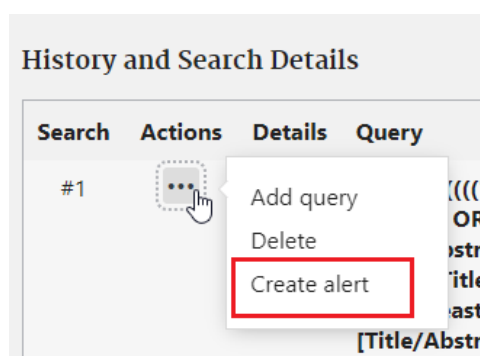 History and Search Details
Search Actions Details Query
#1 ••• Add query ((((
OR
Delete
Create alert
[Title/Abstr